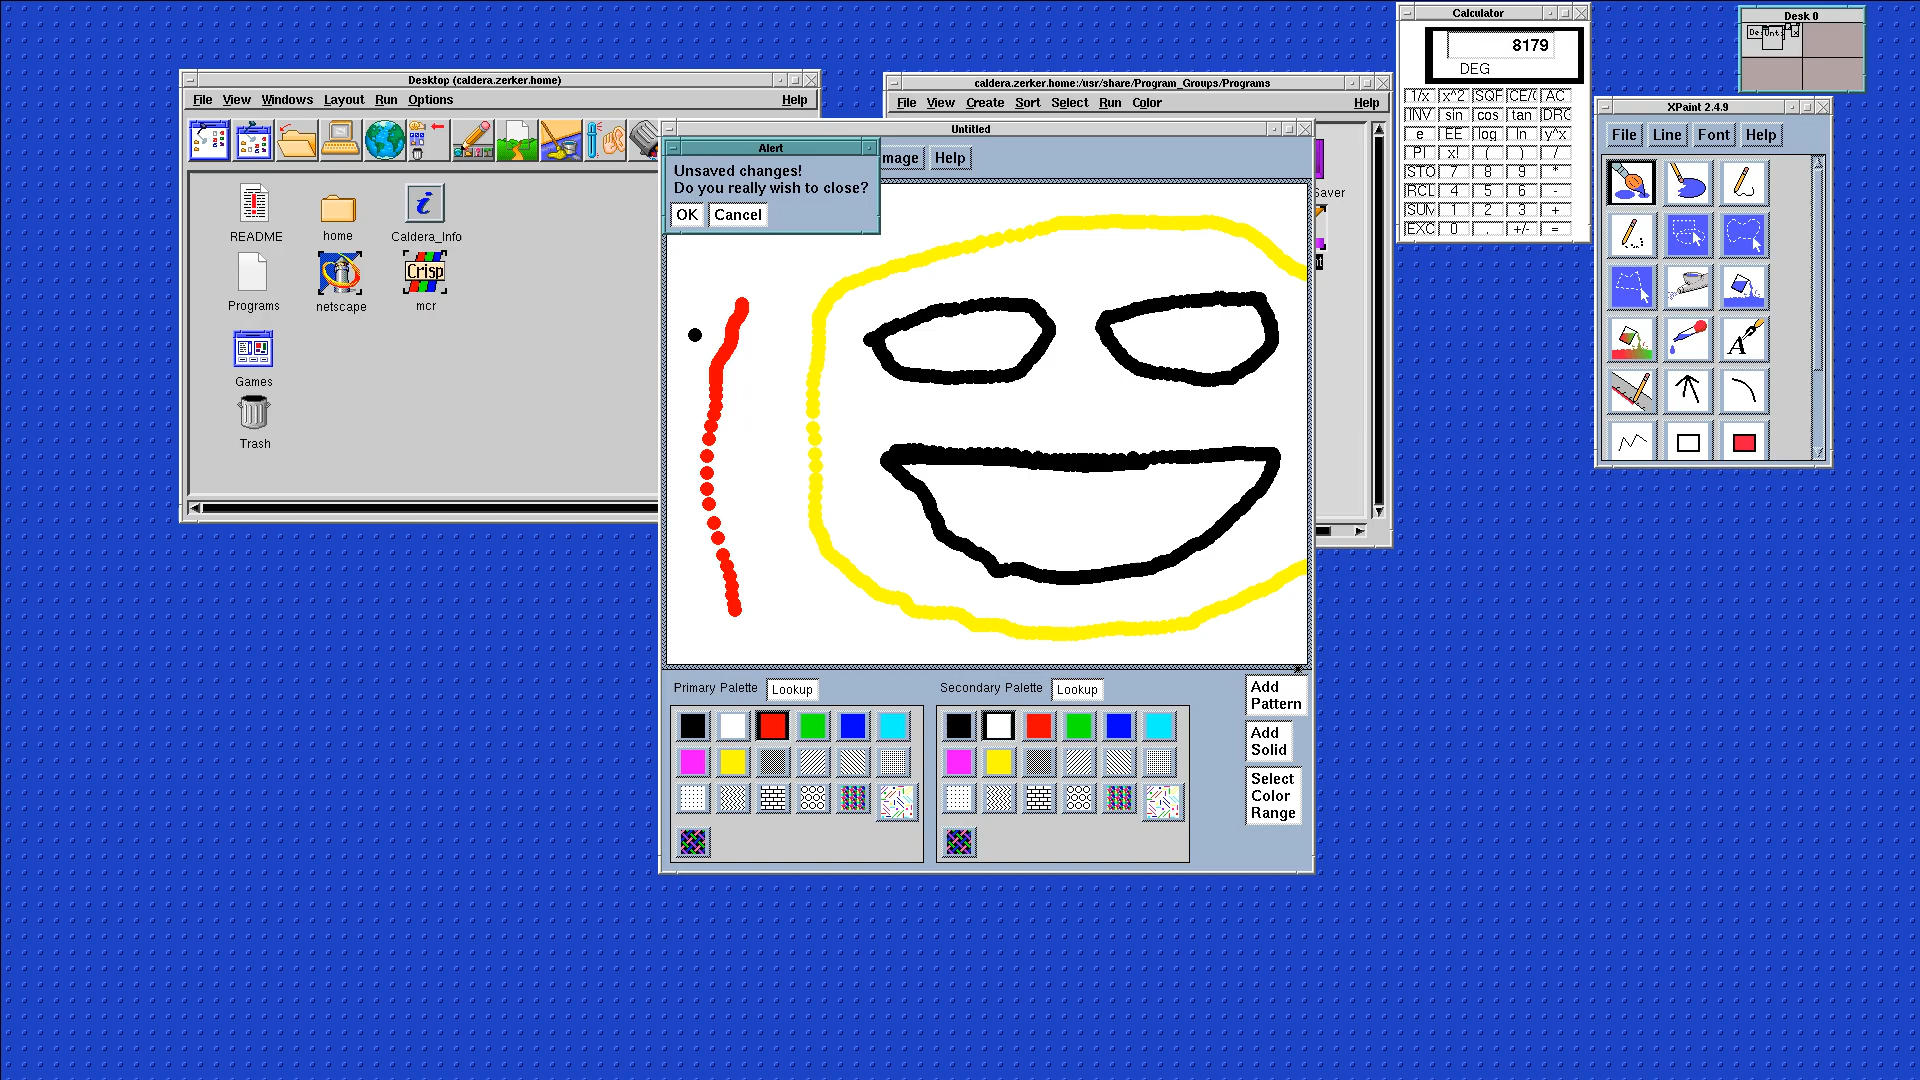 Desktop (caldera.zerker.home)
File View Windows Layout Run Options Help
README
home
Caldera_Info
Programs
netscape
Crisp
mcr
Games
Trash
caldera.zerker.home:/usr/share/Program_Groups/Programs
File View Create Sort Select Run Color Help
Saver
Untitled
mage Help
Alert
Unsaved changes!
Do you really wish to close?
OK Cancel
Primary Palette Lookup
Secondary Palette Lookup
Add
Pattern
Add
Solid
Select
Color
Range
Calculator
8179
DEG
1/x x^2 SQF CE/C AC
INV sin cos tan DRG
e EE log ln y^x
PI x! ( ) /
STO 7 8 9 *
RCL 4 5 6 -
SUM 1 2 3 +
EXC 0 . +/- =
Desk 0
XPaint 2.4.9
File Line Font Help
A